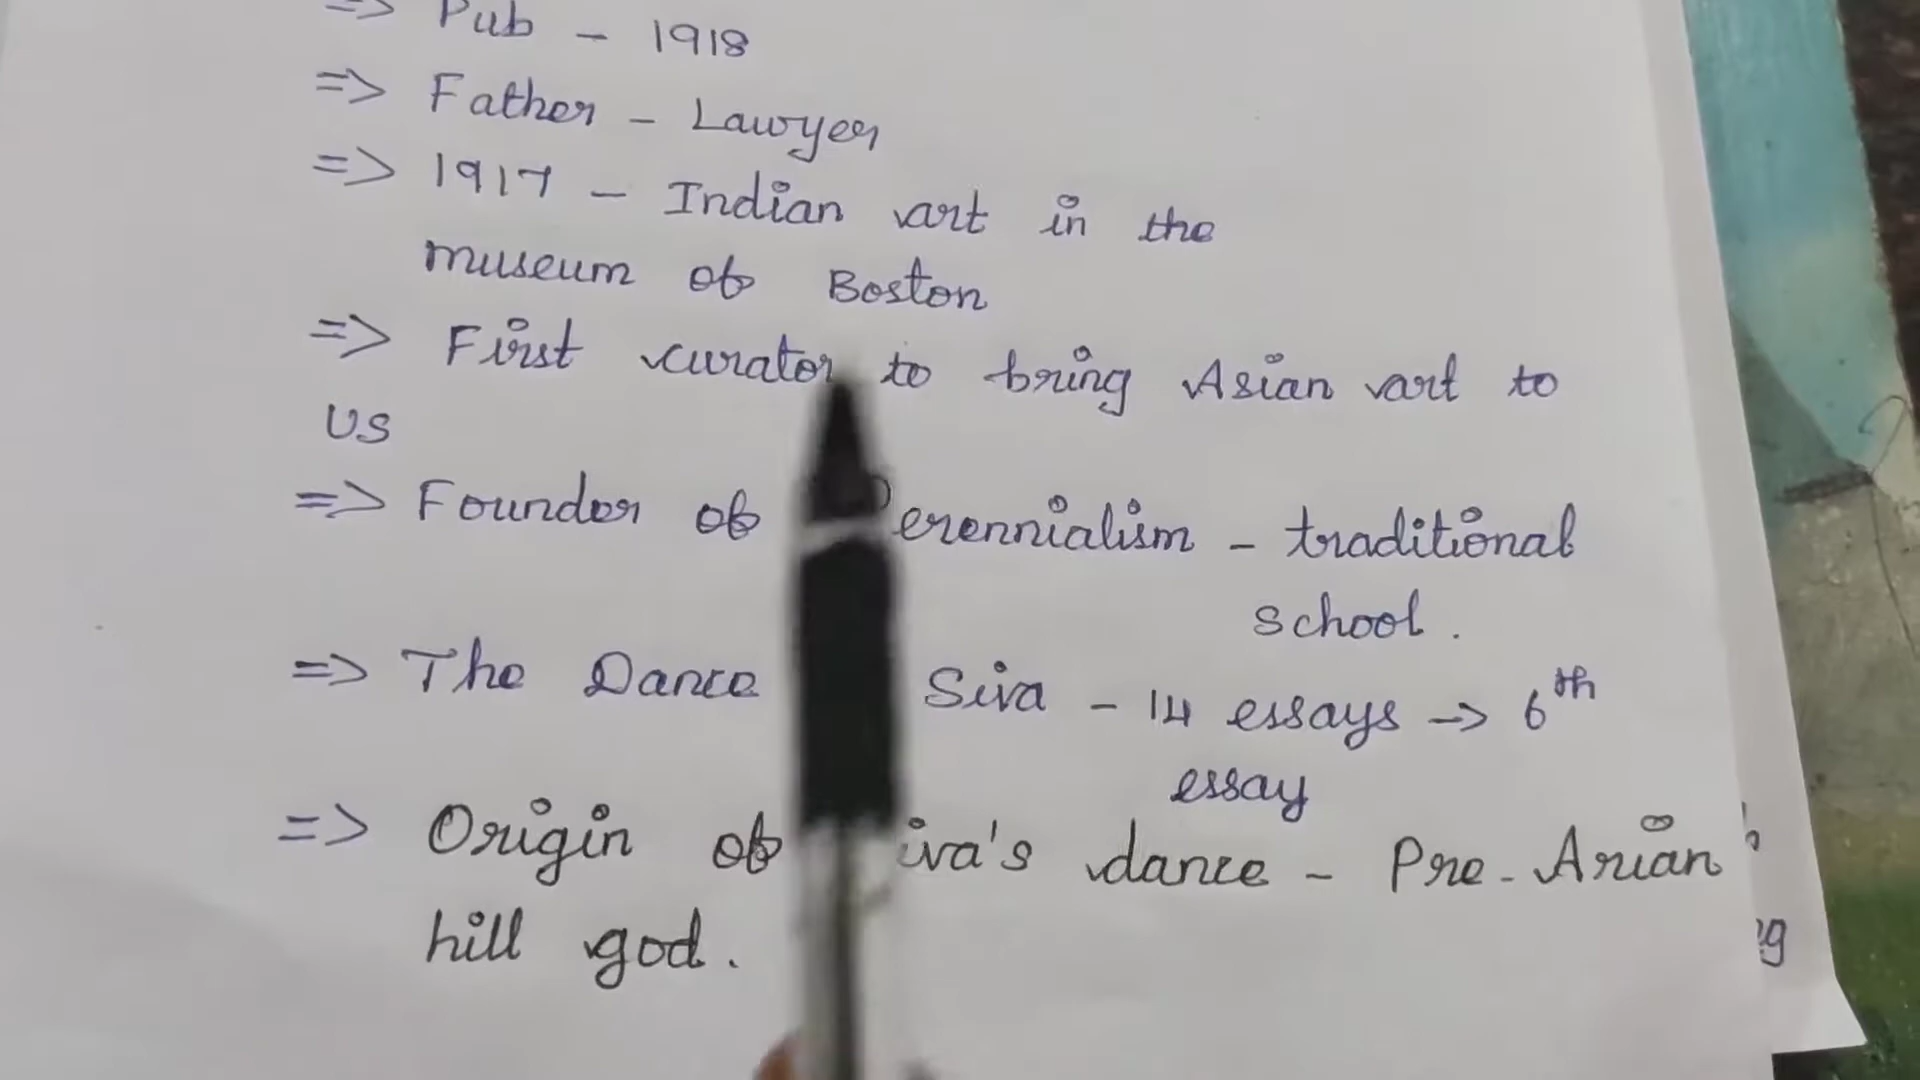 => Pub - 1918
=> Father - Lawyer
=> 1917 - Indian art in the
museum of Boston
=> First curator to bring Asian art to
US
=> Founder of Perennialism - traditional
school.
=> The Dance Siva - 14 essays -> 6th
essay
=> Origin of iva's dance - Pre-Arian
hill god.